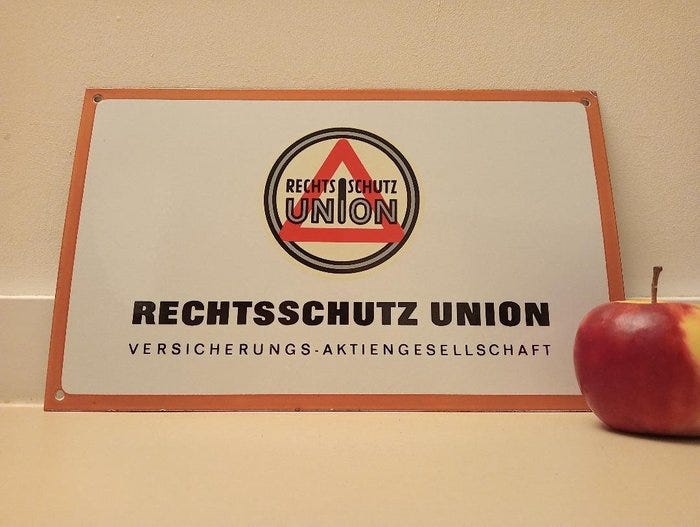 RECHTSSCHUTZ
UNION
RECHTSSCHUTZ UNION
VERSICHERUNGS-AKTIENGESELLSCHAFT